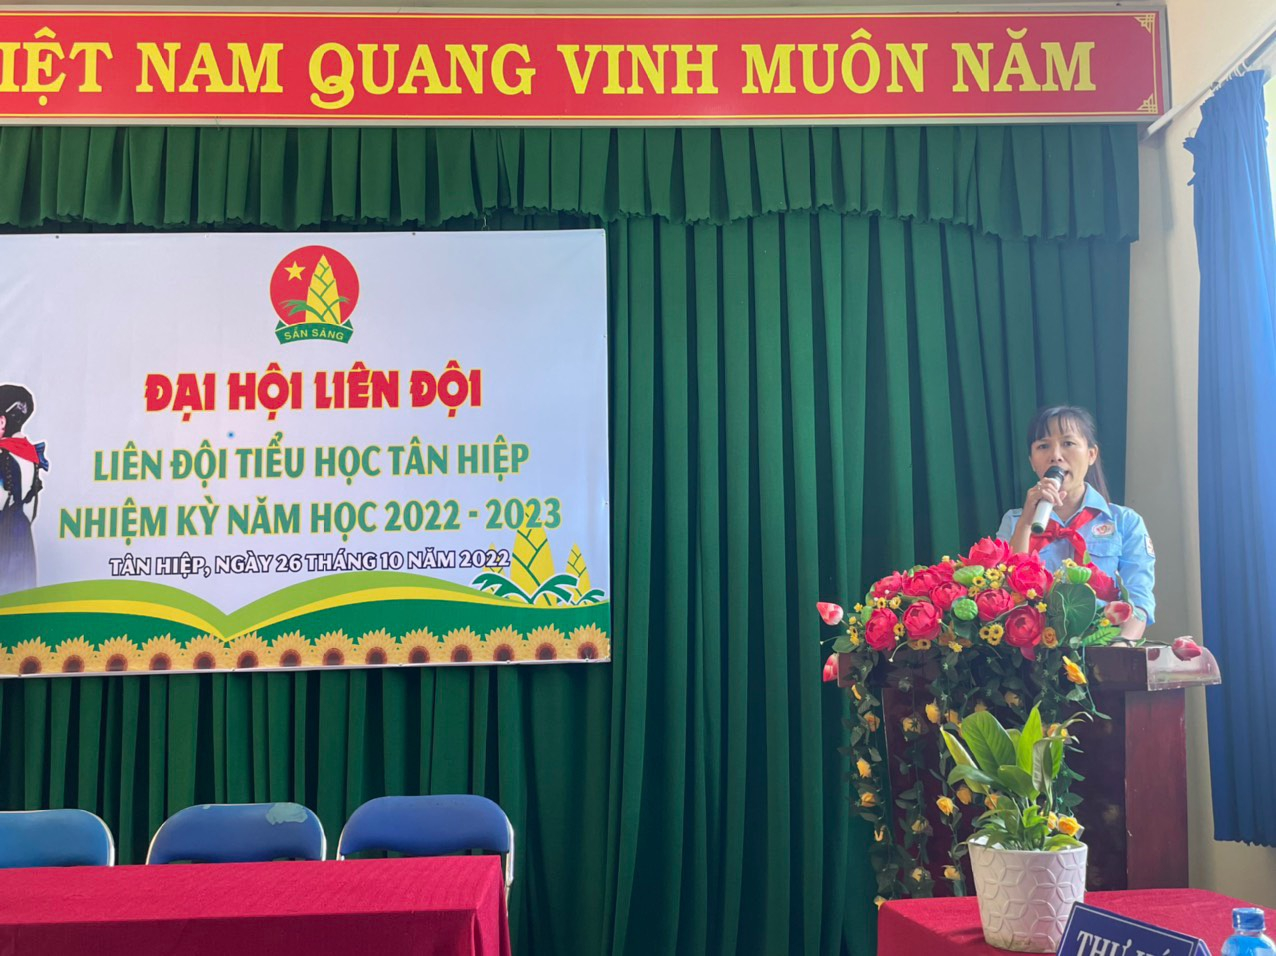 IỆT NAM QUANG VINH MUÔN NĂM
SẴN SÀNG
ĐẠI HỘI LIÊN ĐỘI
LIÊN ĐỘI TIỂU HỌC TÂN HIỆP
NHIỆM KỲ NĂM HỌC 2022 - 2023
TÂN HIỆP, NGÀY 26 THÁNG 10 NĂM 2022
THƯ